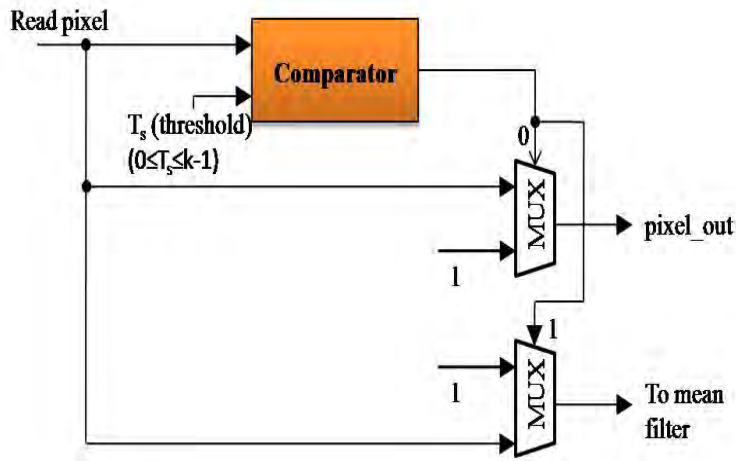 Read pixel
Comparator
Tₛ (threshold)
(0≤Tₛ≤k-1)
0
MUX
pixel_out
1
1
MUX
1
To mean
filter